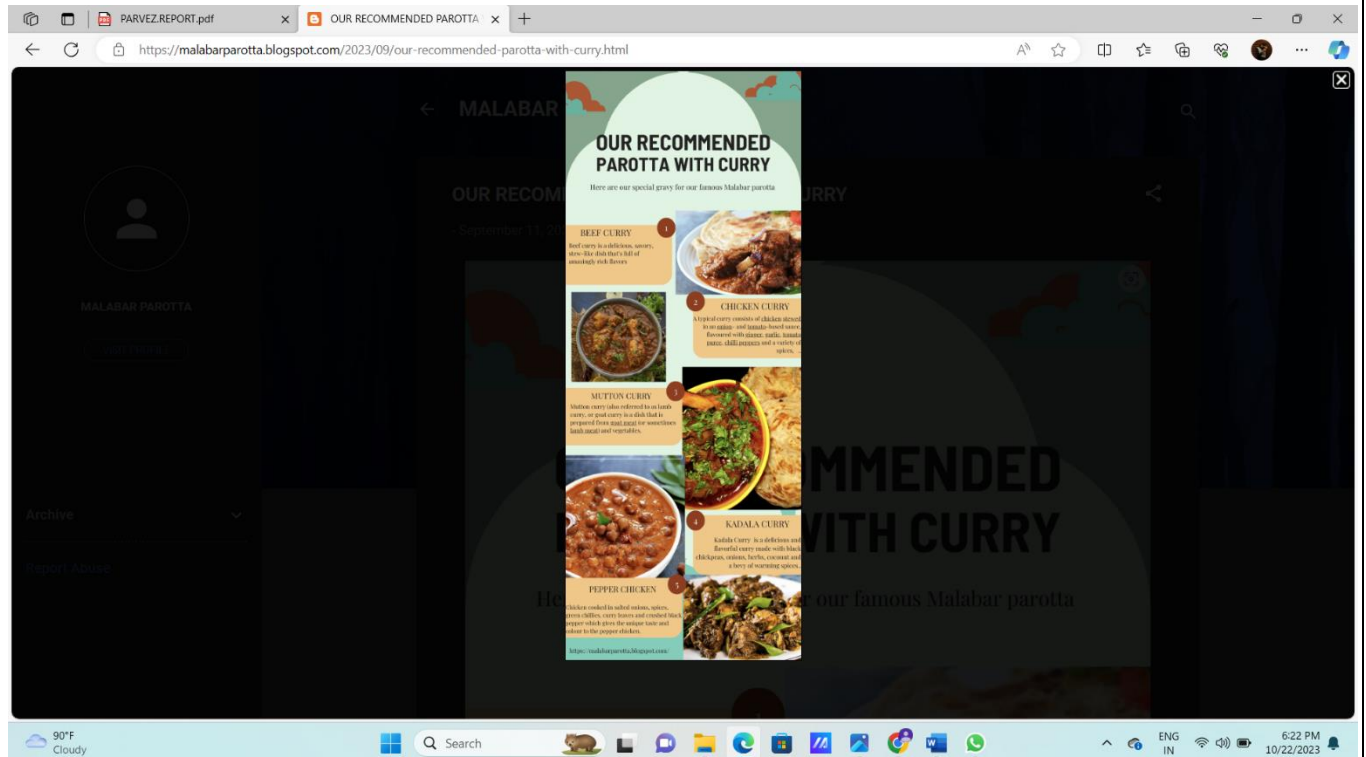 PARVEZ.REPORT.pdf
OUR RECOMMENDED PAROTTA
https://malabarparotta.blogspot.com/2023/09/our-recommended-parotta-with-curry.html
MALABAR
OUR RECOM
URRY
- September 11, 20
MALABAR PAROTTA
Archive
Report Abuse
MMENDED
WITH CURRY
He
r our famous Malabar parotta
OUR RECOMMENDED
PAROTTA WITH CURRY
Here are our special gravy for our famous Malabar parotta
1
BEEF CURRY
Beef curry is a delicious, savory,
stew-like dish that's full of
amazingly rich flavors
2
CHICKEN CURRY
A typical curry consists of chicken stewed
in an onion- and tomato-based sauce,
flavoured with ginger, garlic, tomato
puree, chilli peppers and a variety of
spices, ...
3
MUTTON CURRY
Mutton curry (also referred to as lamb
curry, or goat curry is a dish that is
prepared from goat meat (or sometimes
lamb meat) and vegetables.
4
KADALA CURRY
Kadala Curry is a delicious and
flavorful curry made with black
chickpeas, onions, herbs, coconut and
a bevy of warming spices..
5
PEPPER CHICKEN
Chicken cooked in salted onions, spices,
green chillies, curry leaves and crushed black
pepper which gives the unique taste and
colour to the pepper chicken.
https://malabarparotta.blogspot.com/
90°F
Cloudy
Search
ENG
IN
6:22 PM
10/22/2023